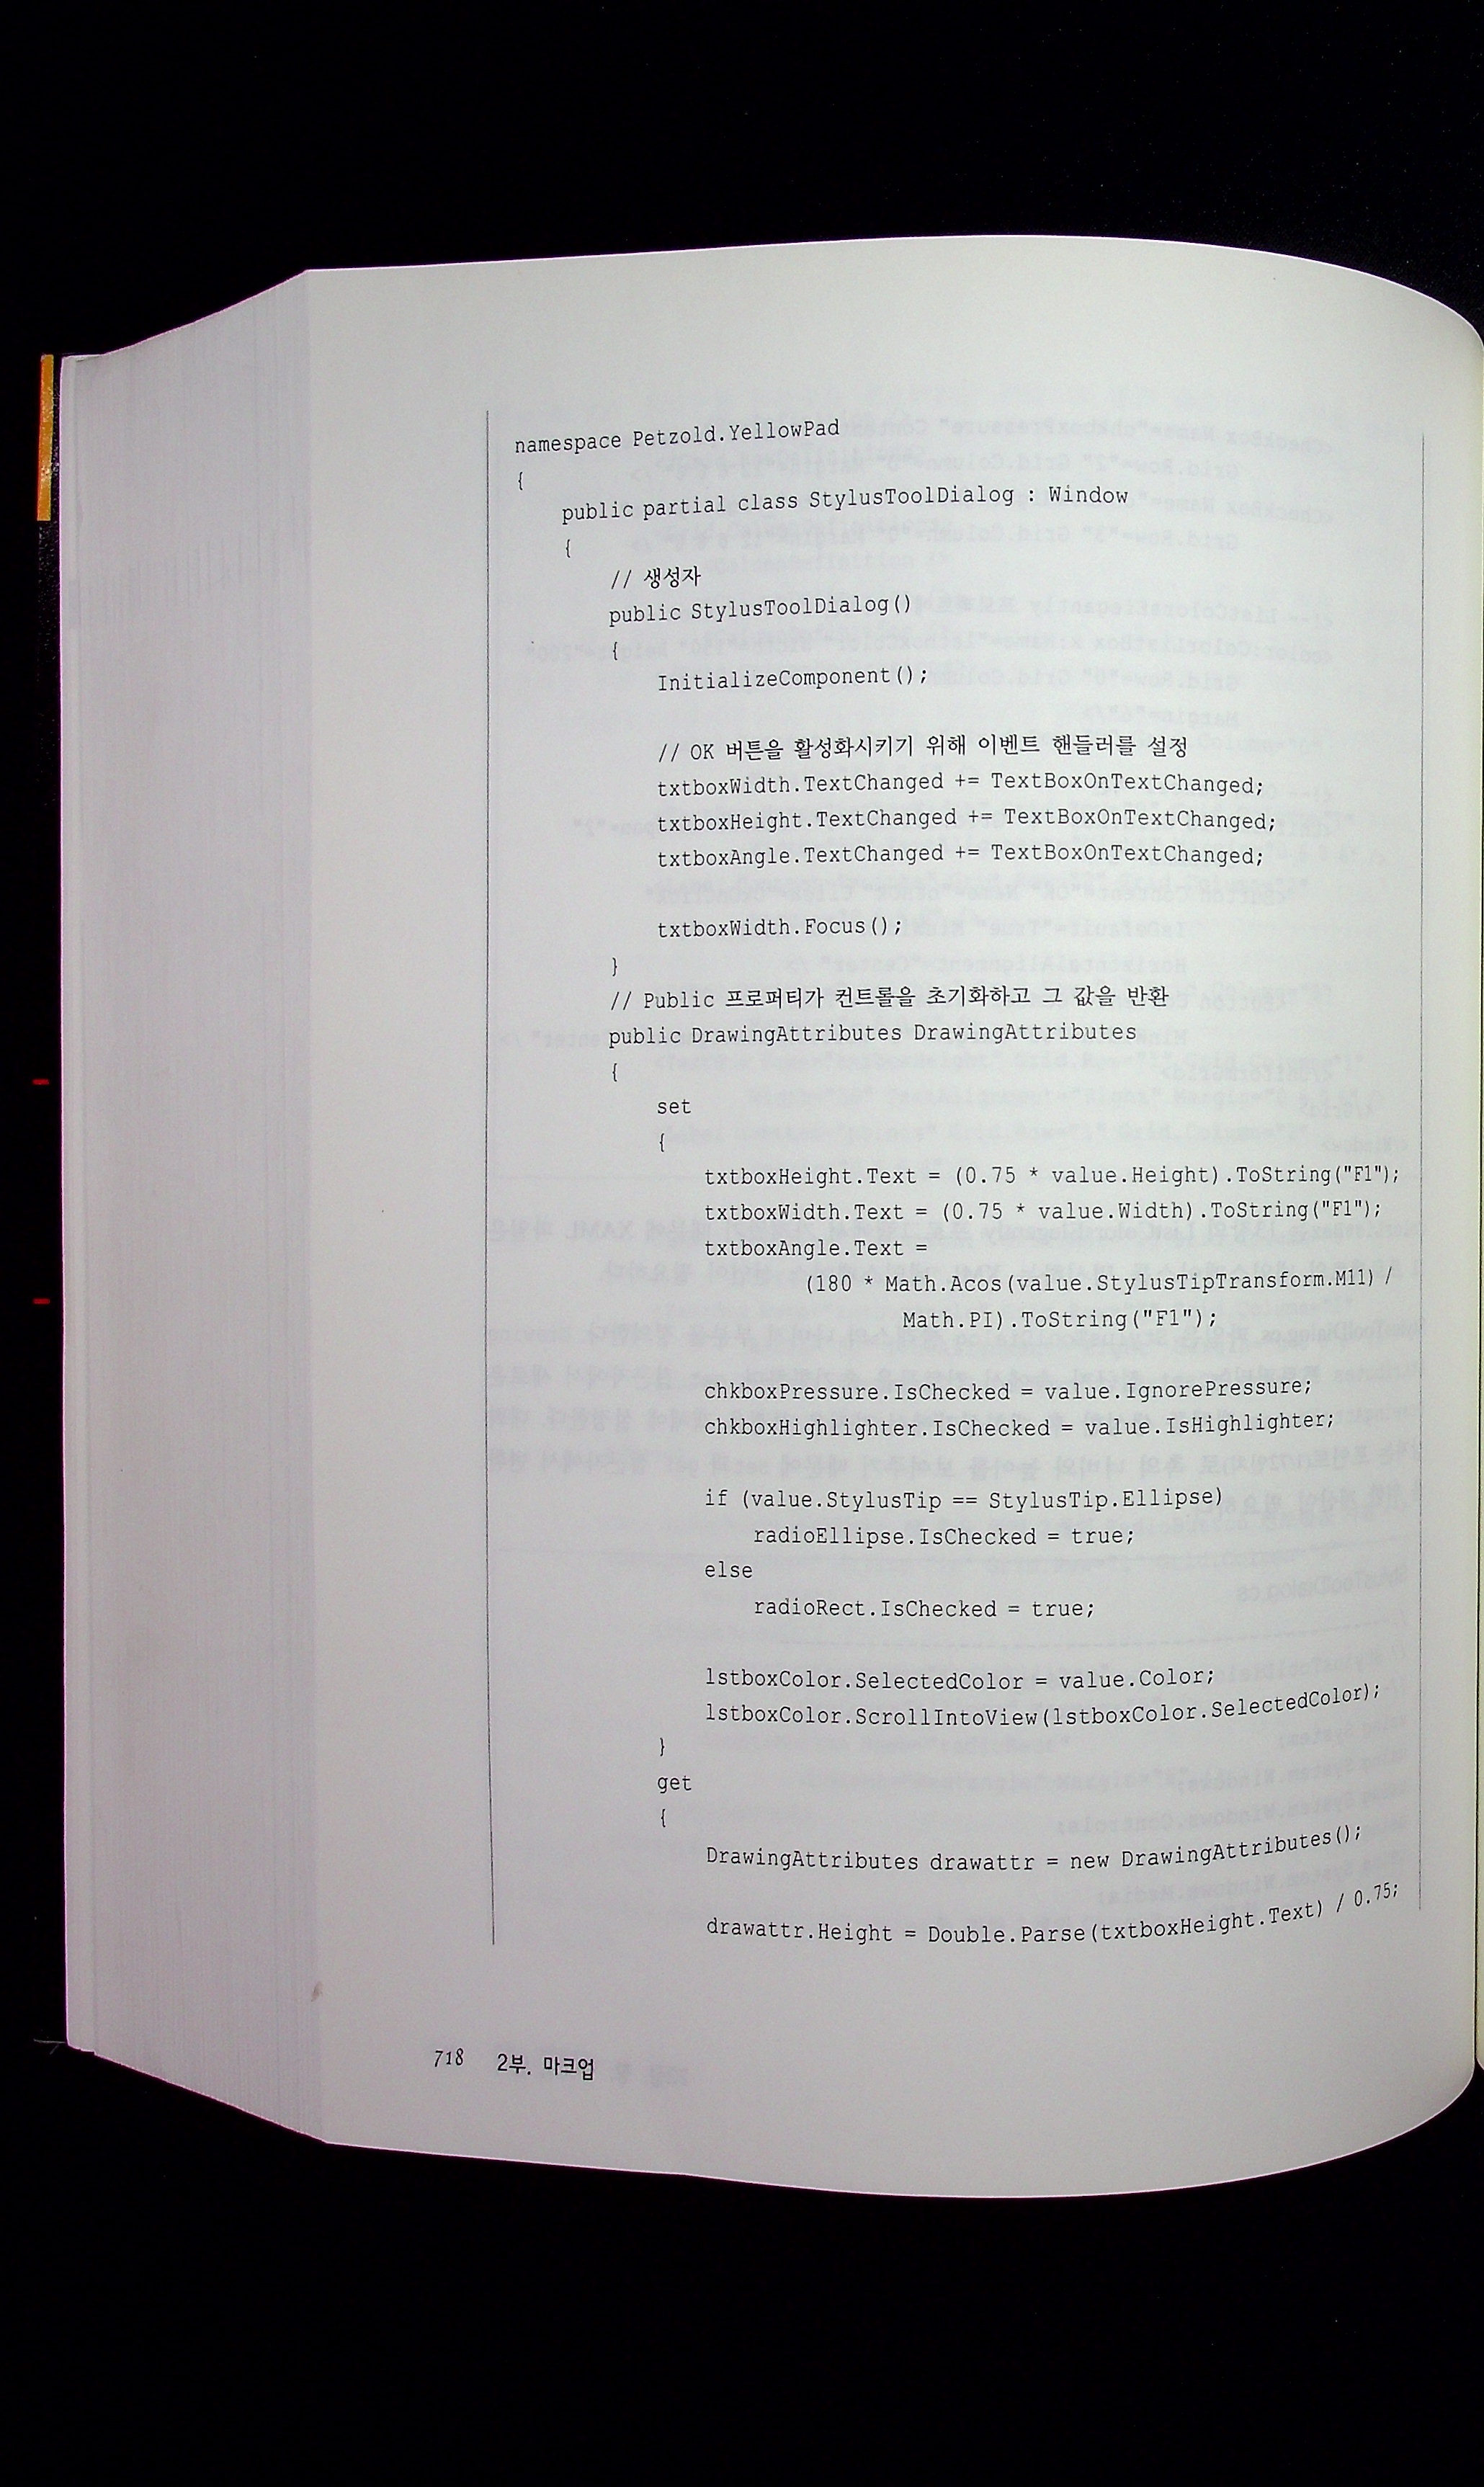 namespace Petzold.YellowPad
{
    public partial class StylusToolDialog : Window
    {
        // 생성자
        public StylusToolDialog()
        {
            InitializeComponent();

            // OK 버튼을 활성화시키기 위해 이벤트 핸들러를 설정
            txtboxWidth.TextChanged += TextBoxOnTextChanged;
            txtboxHeight.TextChanged += TextBoxOnTextChanged;
            txtboxAngle.TextChanged += TextBoxOnTextChanged;

            txtboxWidth.Focus();
        }
        // Public 프로퍼티가 컨트롤을 초기화하고 그 값을 반환
        public DrawingAttributes DrawingAttributes
        {
            set
            {
                txtboxHeight.Text = (0.75 * value.Height).ToString("F1");
                txtboxWidth.Text = (0.75 * value.Width).ToString("F1");
                txtboxAngle.Text =
                        (180 * Math.Acos(value.StylusTipTransform.M11) /
                                Math.PI).ToString("F1");

                chkboxPressure.IsChecked = value.IgnorePressure;
                chkboxHighlighter.IsChecked = value.IsHighlighter;

                if (value.StylusTip == StylusTip.Ellipse)
                    radioEllipse.IsChecked = true;
                else
                    radioRect.IsChecked = true;

                lstboxColor.SelectedColor = value.Color;
                lstboxColor.ScrollIntoView(lstboxColor.SelectedColor);
            }
            get
            {
                DrawingAttributes drawattr = new DrawingAttributes();

                drawattr.Height = Double.Parse(txtboxHeight.Text) / 0.75;
718 2부. 마크업